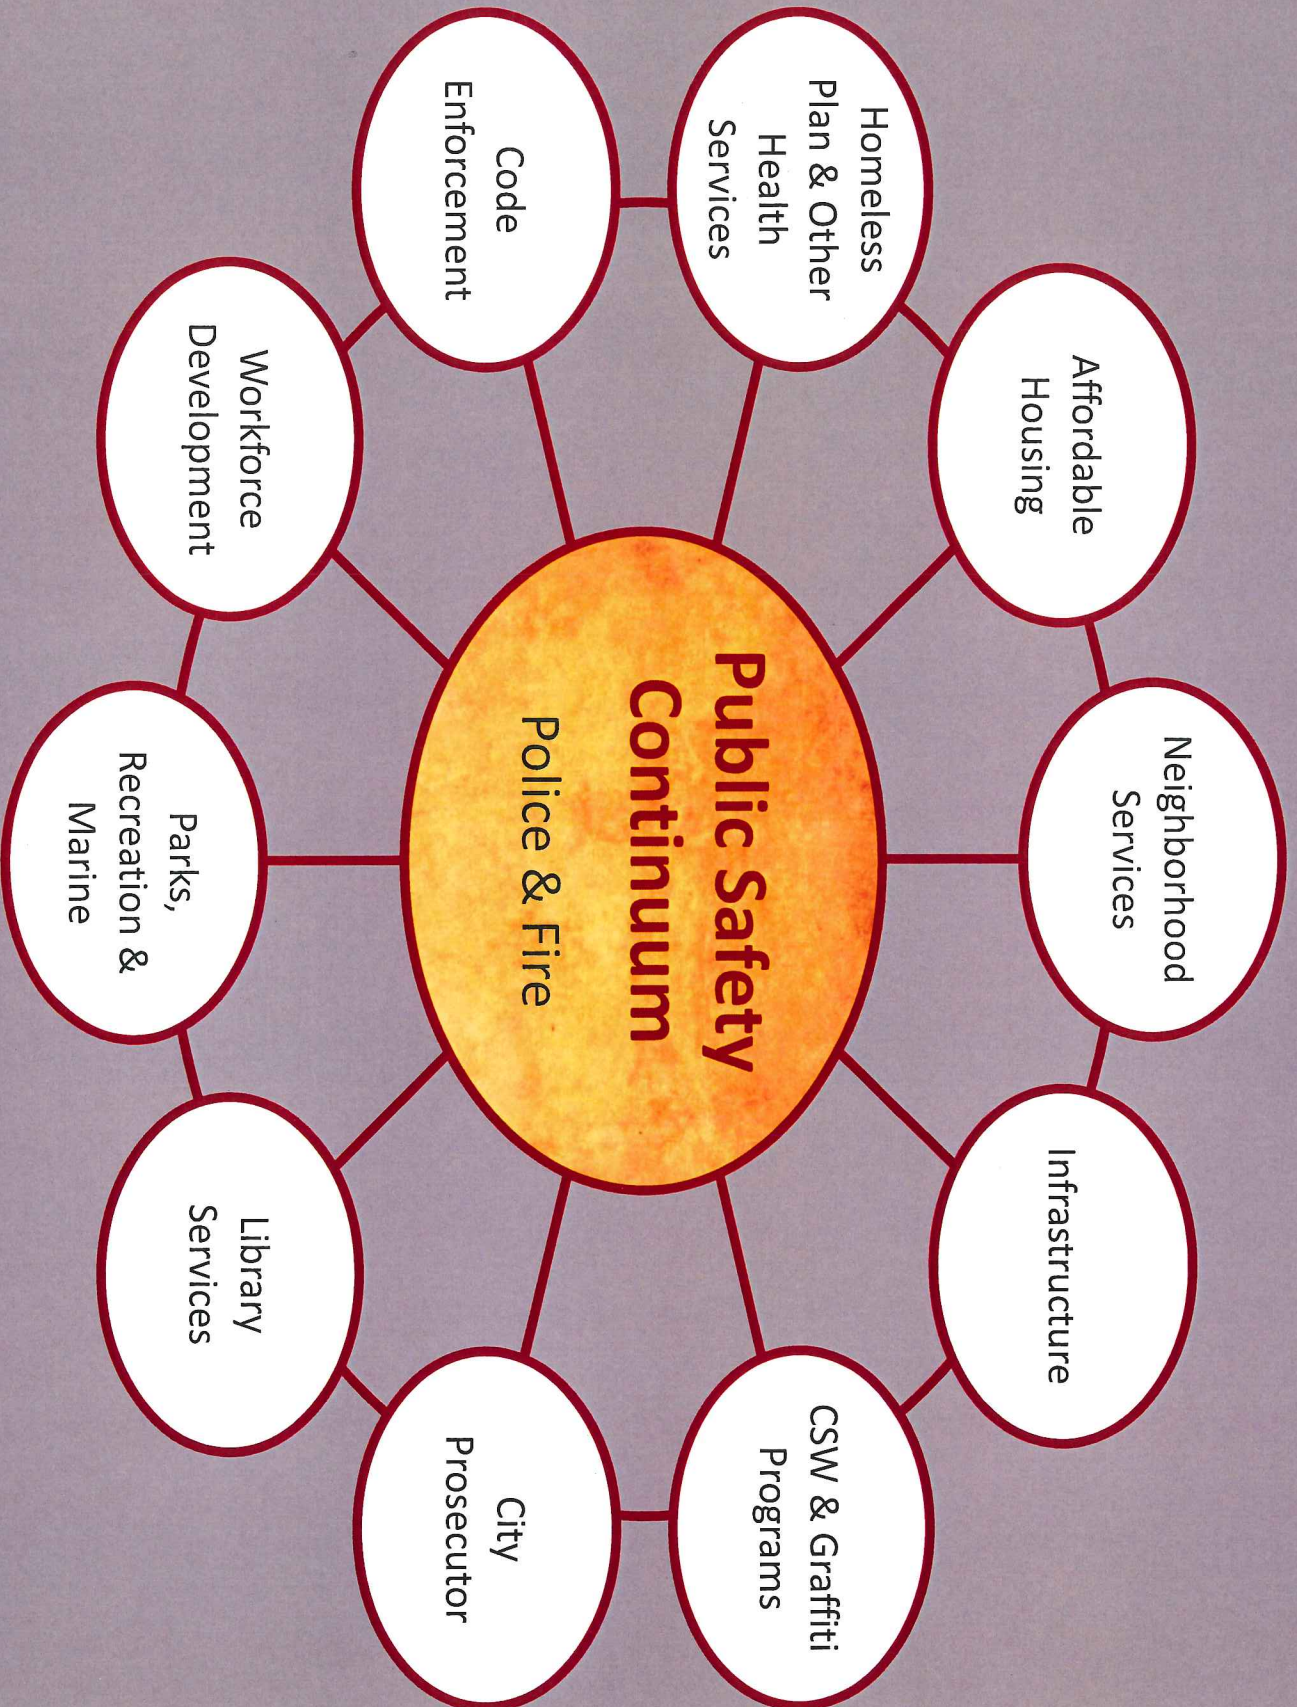 Public Safety
Continuum
Police & Fire
Neighborhood
Services
Infrastructure
CSW & Graffiti
Programs
City
Prosecutor
Library
Services
Parks,
Recreation &
Marine
Workforce
Development
Code
Enforcement
Homeless
Plan & Other
Health
Services
Affordable
Housing